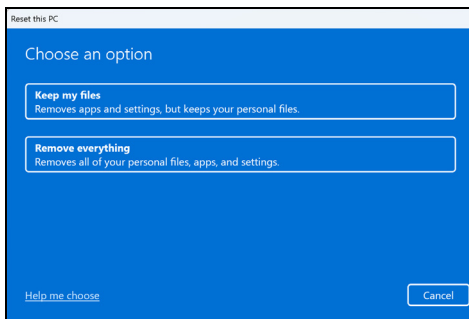 Reset this PC
Choose an option
Keep my files
Removes apps and settings, but keeps your personal files.
Remove everything
Removes all of your personal files, apps, and settings.
Help me choose
Cancel